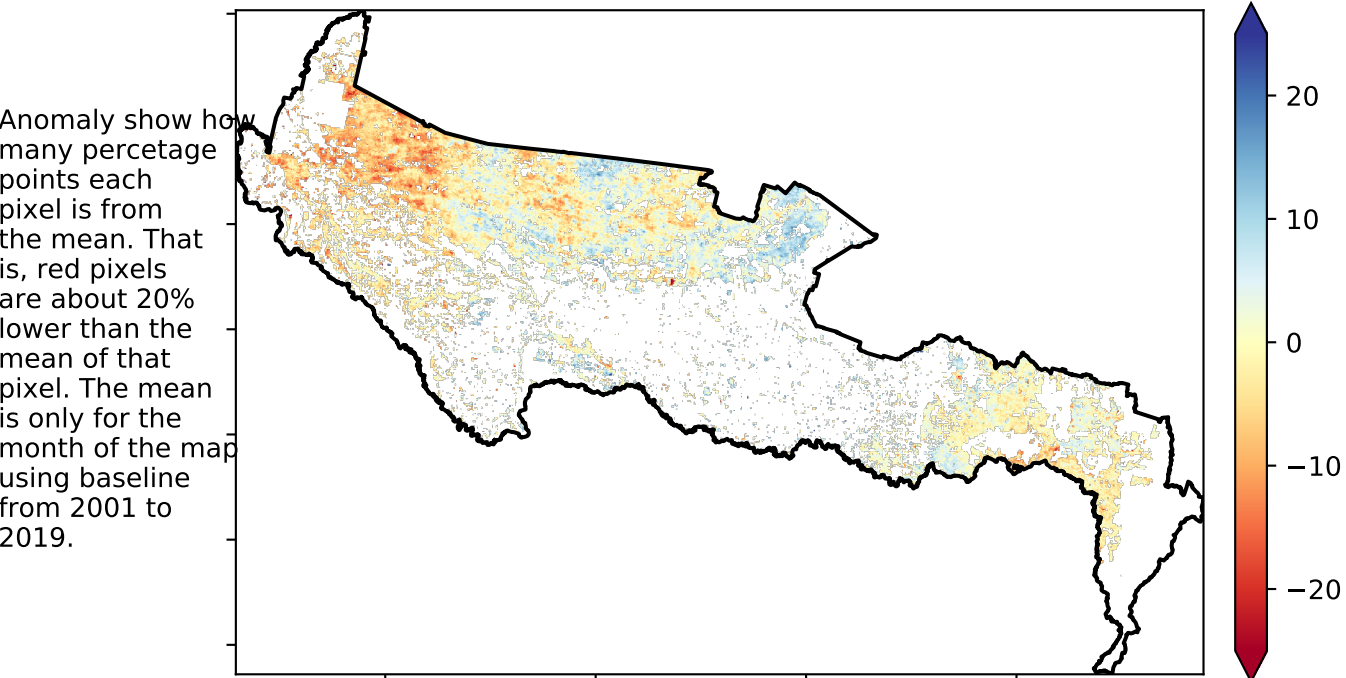 Anomaly show how
many percetage
points each
pixel is from
the mean. That
is, red pixels
are about 20%
lower than the
mean of that
pixel. The mean
is only for the
month of the map
using baseline
from 2001 to
2019.
20
10
0
−10
−20